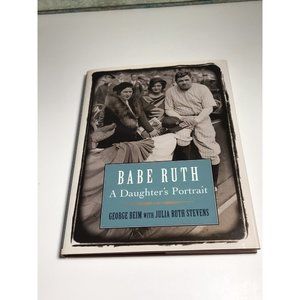 BABE RUTH
A Daughter's Portrait
GEORGE BEIM WITH JULIA RUTH STEVENS